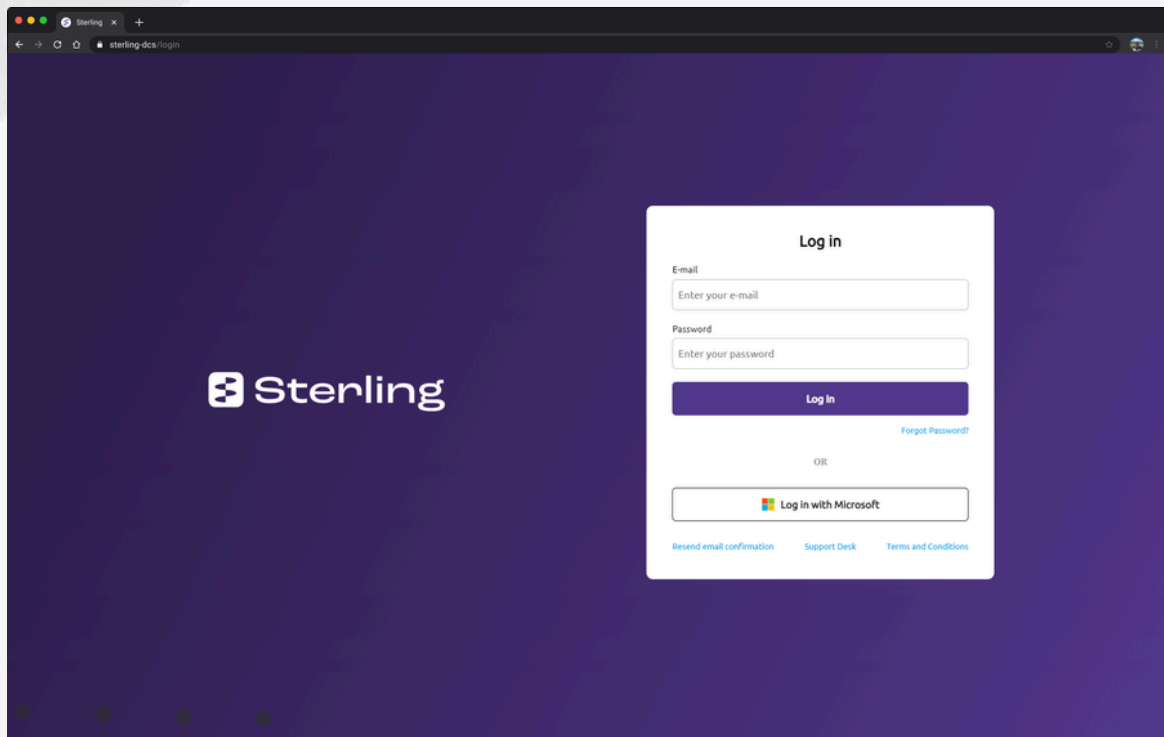 Sterling
sterling-dcs/login
Sterling
Log in
E-mail
Enter your e-mail
Password
Enter your password
Log in
Forgot Password?
OR
Log in with Microsoft
Resend email confirmation Support Desk Terms and Conditions